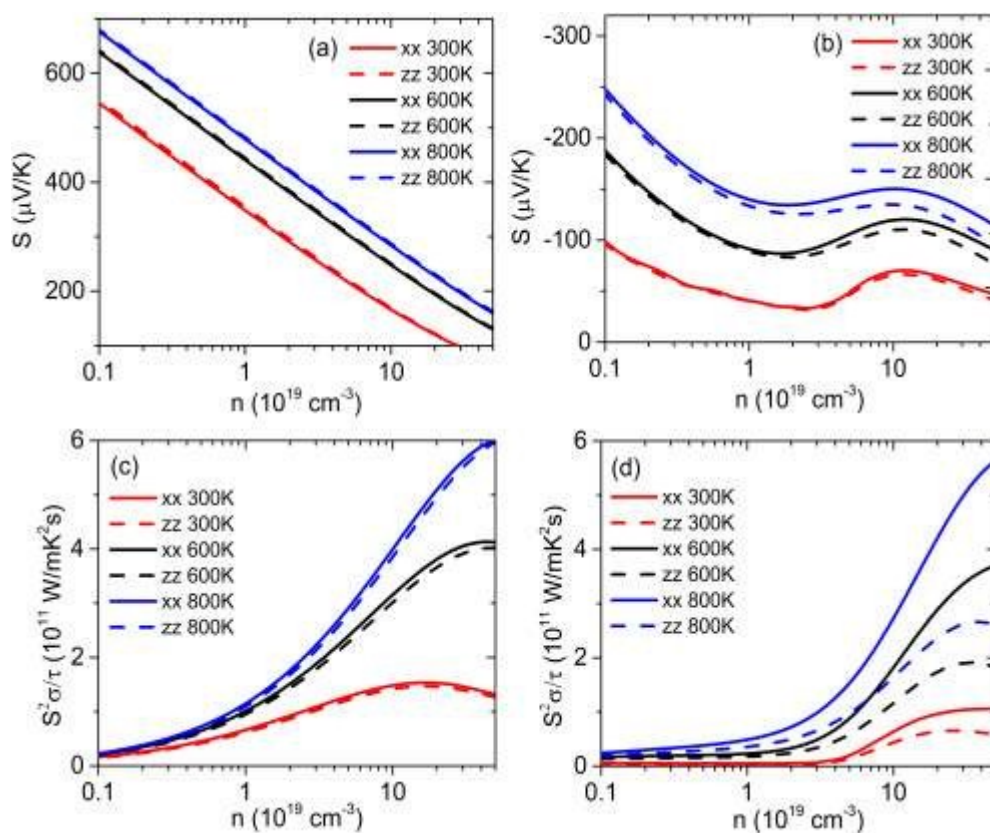 (a)
xx 300K
zz 300K
xx 600K
zz 600K
xx 800K
zz 800K
600
400
200
S (μV/K)
0.1
1
10
n (10¹⁹ cm⁻³)
(b)
xx 300K
zz 300K
xx 600K
zz 600K
xx 800K
zz 800K
-300
-200
-100
0
S (μV/K)
0.1
1
10
n (10¹⁹ cm⁻³)
(c)
xx 300K
zz 300K
xx 600K
zz 600K
xx 800K
zz 800K
6
4
2
0
S²σ/τ (10¹¹ W/mK²s)
0.1
1
10
n (10¹⁹ cm⁻³)
(d)
xx 300K
zz 300K
xx 600K
zz 600K
xx 800K
zz 800K
6
4
2
0
S²σ/τ (10¹¹ W/mK²s)
0.1
1
10
n (10¹⁹ cm⁻³)